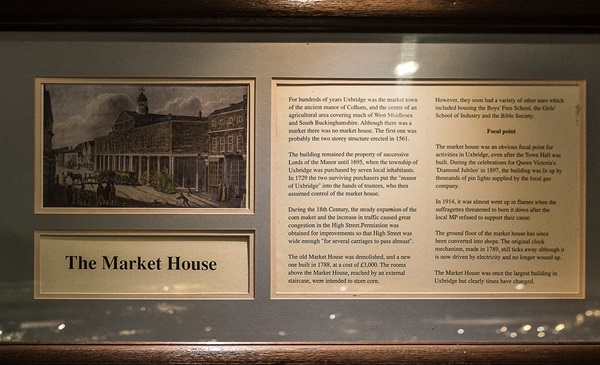 The Market House
For hundreds of years Uxbridge was the market town
of the ancient manor of Colham, and the centre of an
agricultural area covering much of West Middlesex
and South Buckinghamshire. Although there was a
market there was no market house. The first one was
probably the two storey structure erected in 1561.
The building remained the property of successive
Lords of the Manor until 1695, when the township of
Uxbridge was purchased by seven local inhabitants.
In 1729 the two surviving purchasers put the "manor
of Uxbridge" into the hands of trustees, who then
assumed control of the market house.
During the 18th Century, the steady expansion of the
corn market and the increase in traffic caused great
congestion in the High Street.Permission was
obtained for improvements so that High Street was
wide enough "for several carriages to pass abreast".
The old Market House was demolished, and a new
one built in 1788, at a cost of £3,000. The rooms
above the Market House, reached by an external
staircase, were intended to store corn.
However, they soon had a variety of other uses which
included housing the Boys' Free School, the Girls'
School of Industry and the Bible Society.
Focal point
The market house was an obvious focal point for
activities in Uxbridge, even after the Town Hall was
built. During the celebrations for Queen Victoria's
'Diamond Jubilee' in 1897, the building was lit up by
thousands of pin lights supplied by the local gas
company.
In 1914, it was almost went up in flames when the
suffragettes threatened to burn it down after the
local MP refused to support their cause.
The ground floor of the market house has since
been converted into shops. The original clock
mechanism, made in 1789, still ticks away although it
is now driven by electricity and no longer wound up.
The Market House was once the largest building in
Uxbridge but clearly times have changed.